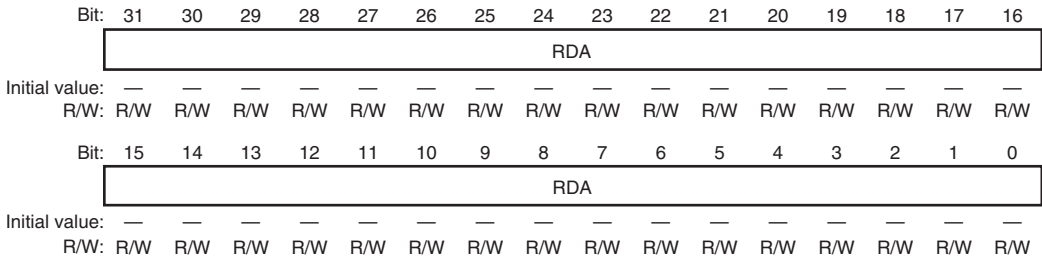 Bit: 31 30 29 28 27 26 25 24 23 22 21 20 19 18 17 16
RDA
Initial value: — — — — — — — — — — — — — — — —
R/W: R/W R/W R/W R/W R/W R/W R/W R/W R/W R/W R/W R/W R/W R/W R/W R/W
Bit: 15 14 13 12 11 10 9 8 7 6 5 4 3 2 1 0
RDA
Initial value: — — — — — — — — — — — — — — — —
R/W: R/W R/W R/W R/W R/W R/W R/W R/W R/W R/W R/W R/W R/W R/W R/W R/W